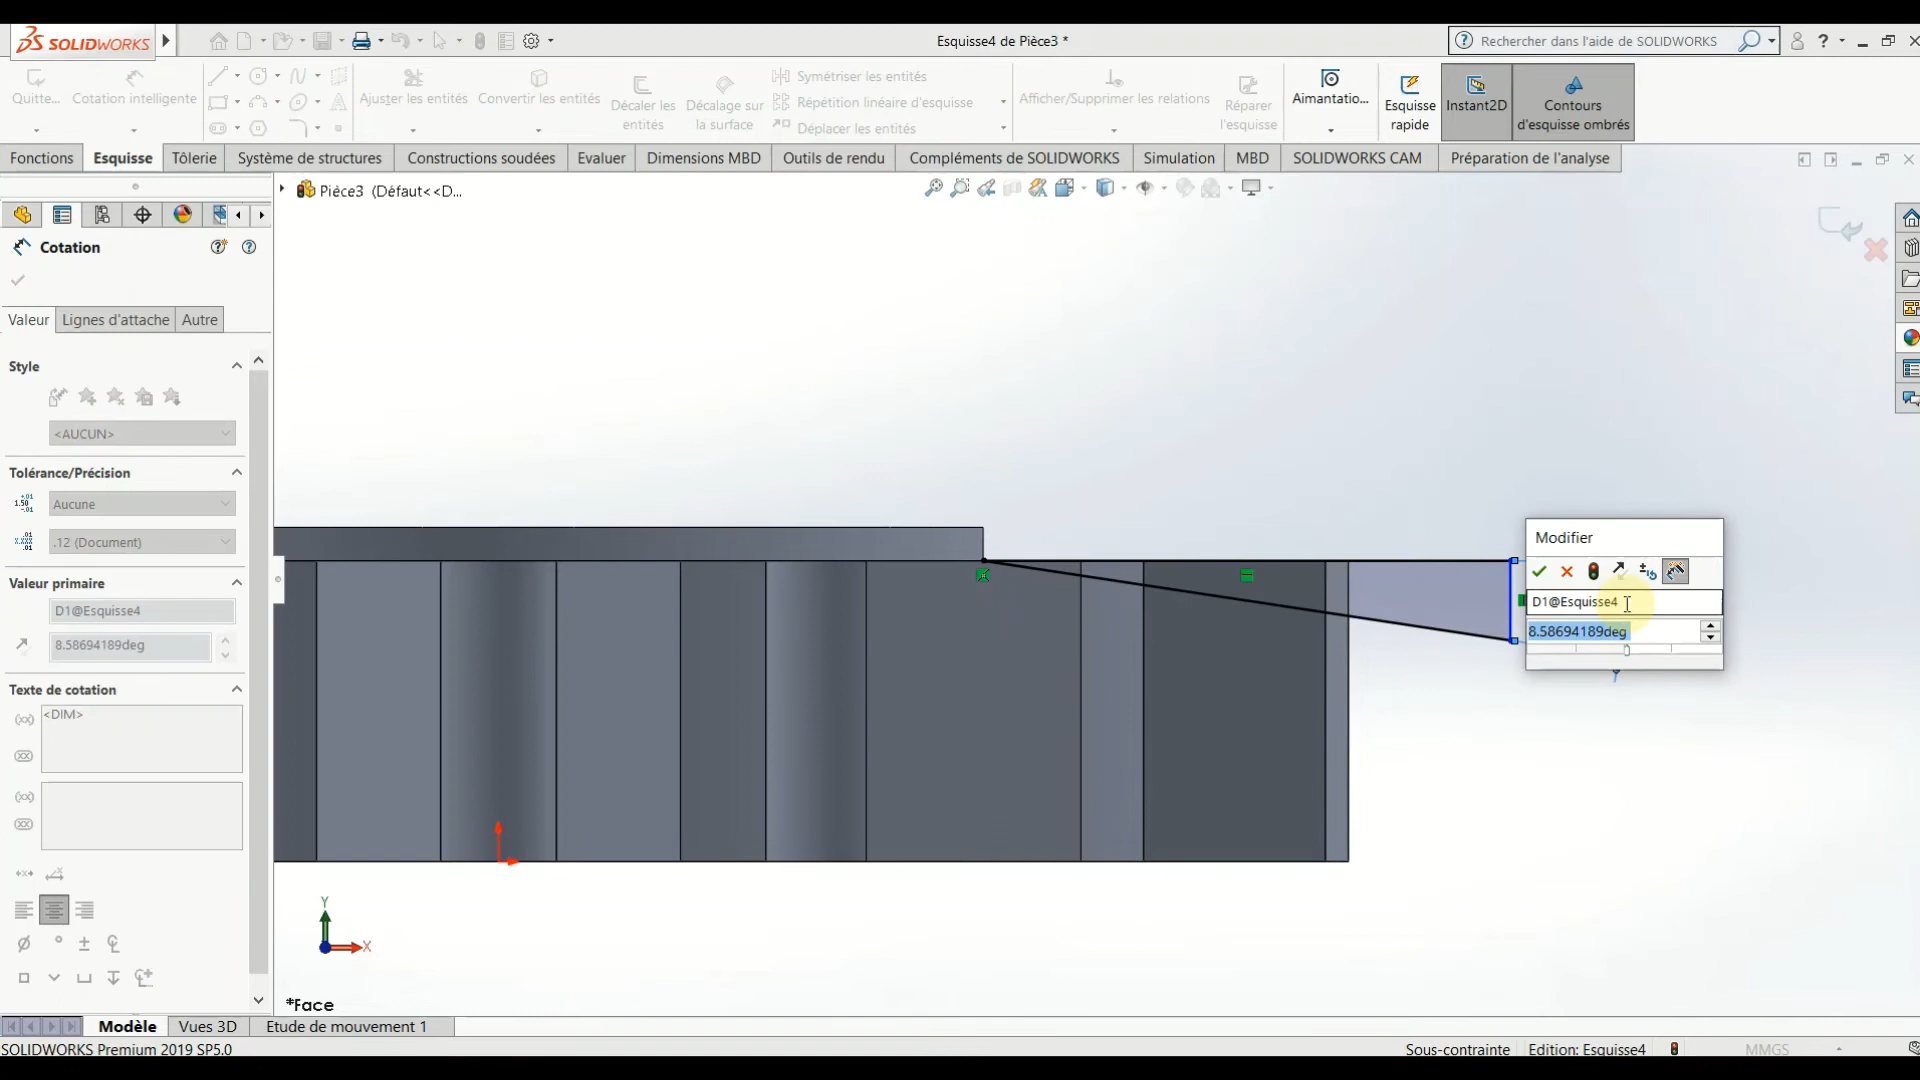 SOLIDWORKS
Esquisse4 de Pièce3 *
Rechercher dans l'aide de SOLIDWORKS
?
Quitte...
Cotation intelligente
Ajuster les entités
Convertir les entités
Décaler les entités
Décalage sur la surface
Symétriser les entités
Répétition linéaire d'esquisse
Déplacer les entités
Afficher/Supprimer les relations
Réparer l'esquisse
Aimantatio...
Esquisse rapide
Instant2D
Contours d'esquisse ombrés
Fonctions
Esquisse
Tôlerie
Système de structures
Constructions soudées
Evaluer
Dimensions MBD
Outils de rendu
Compléments de SOLIDWORKS
Simulation
MBD
SOLIDWORKS CAM
Préparation de l'analyse
Pièce3 (Défaut<<D...
Cotation
Valeur
Lignes d'attache
Autre
Style
<AUCUN>
Tolérance/Précision
Aucune
.12 (Document)
Valeur primaire
D1@Esquisse4
8.58694189deg
Texte de cotation
<DIM>
Modifier
D1@Esquisse4
8.58694189deg
Y
X
*Face
Modèle
Vues 3D
Etude de mouvement 1
SOLIDWORKS Premium 2019 SP5.0
Sous-contrainte
Edition: Esquisse4
MMGS